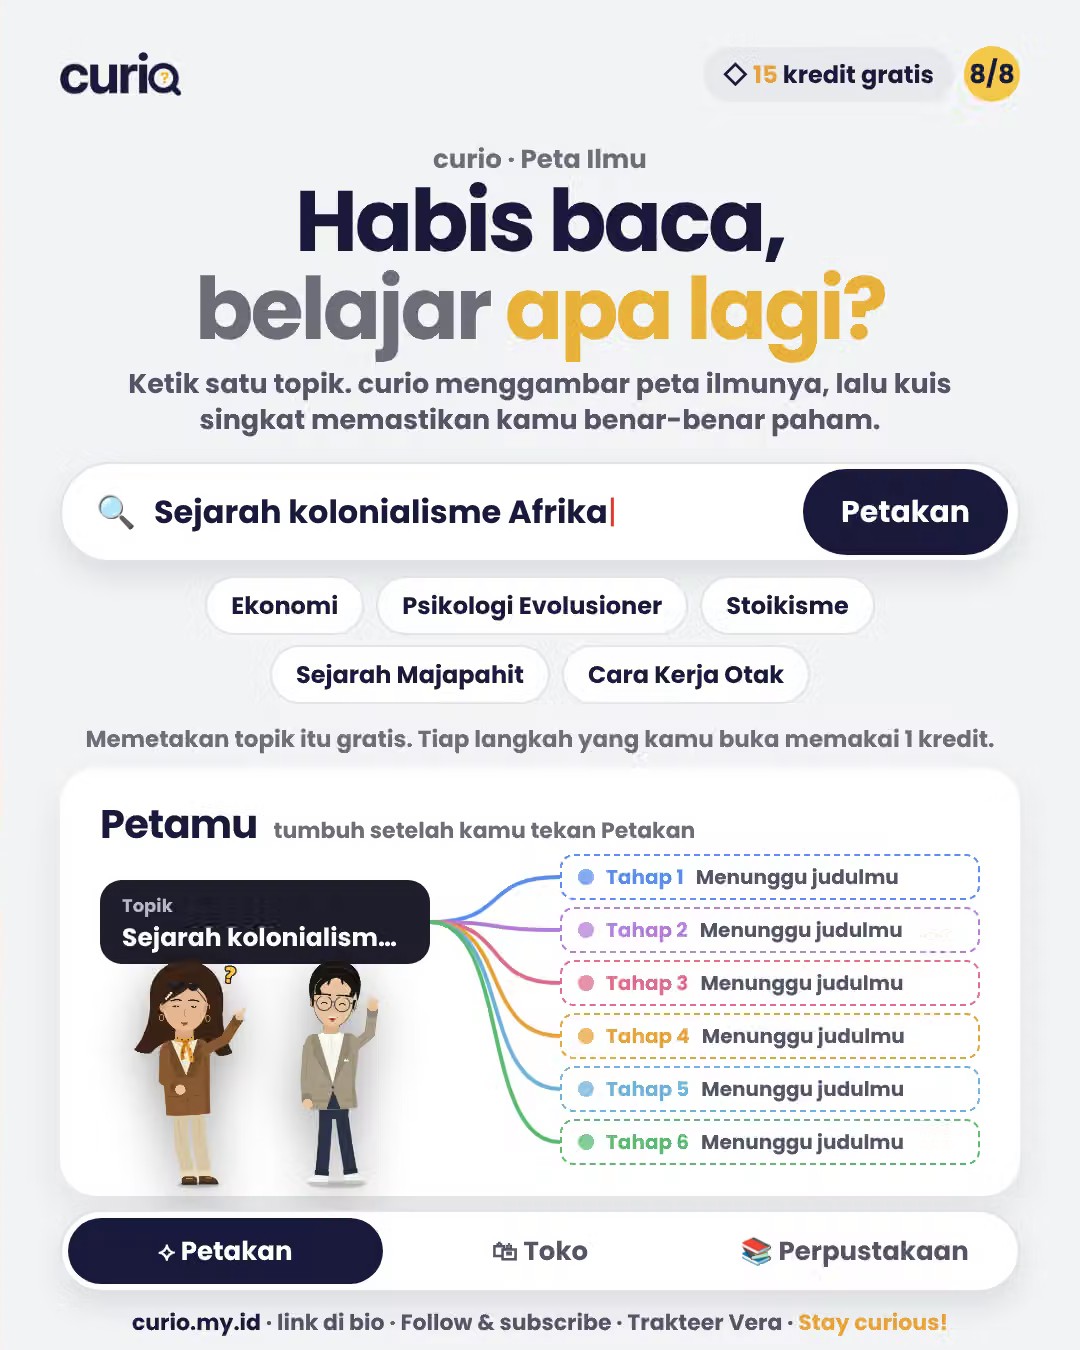 curio
15 kredit gratis
8/8
curio · Peta Ilmu
Habis baca,
belajar apa lagi?
Ketik satu topik. curio menggambar peta ilmunya, lalu kuis
singkat memastikan kamu benar-benar paham.
Sejarah kolonialisme Afrika
Petakan
Ekonomi
Psikologi Evolusioner
Stoikisme
Sejarah Majapahit
Cara Kerja Otak
Memetakan topik itu gratis. Tiap langkah yang kamu buka memakai 1 kredit.
Petamu tumbuh setelah kamu tekan Petakan
Topik
Sejarah kolonialism...
?
Tahap 1 Menunggu judulmu
Tahap 2 Menunggu judulmu
Tahap 3 Menunggu judulmu
Tahap 4 Menunggu judulmu
Tahap 5 Menunggu judulmu
Tahap 6 Menunggu judulmu
Petakan
Toko
Perpustakaan
curio.my.id · link di bio · Follow & subscribe · Trakteer Vera · Stay curious!